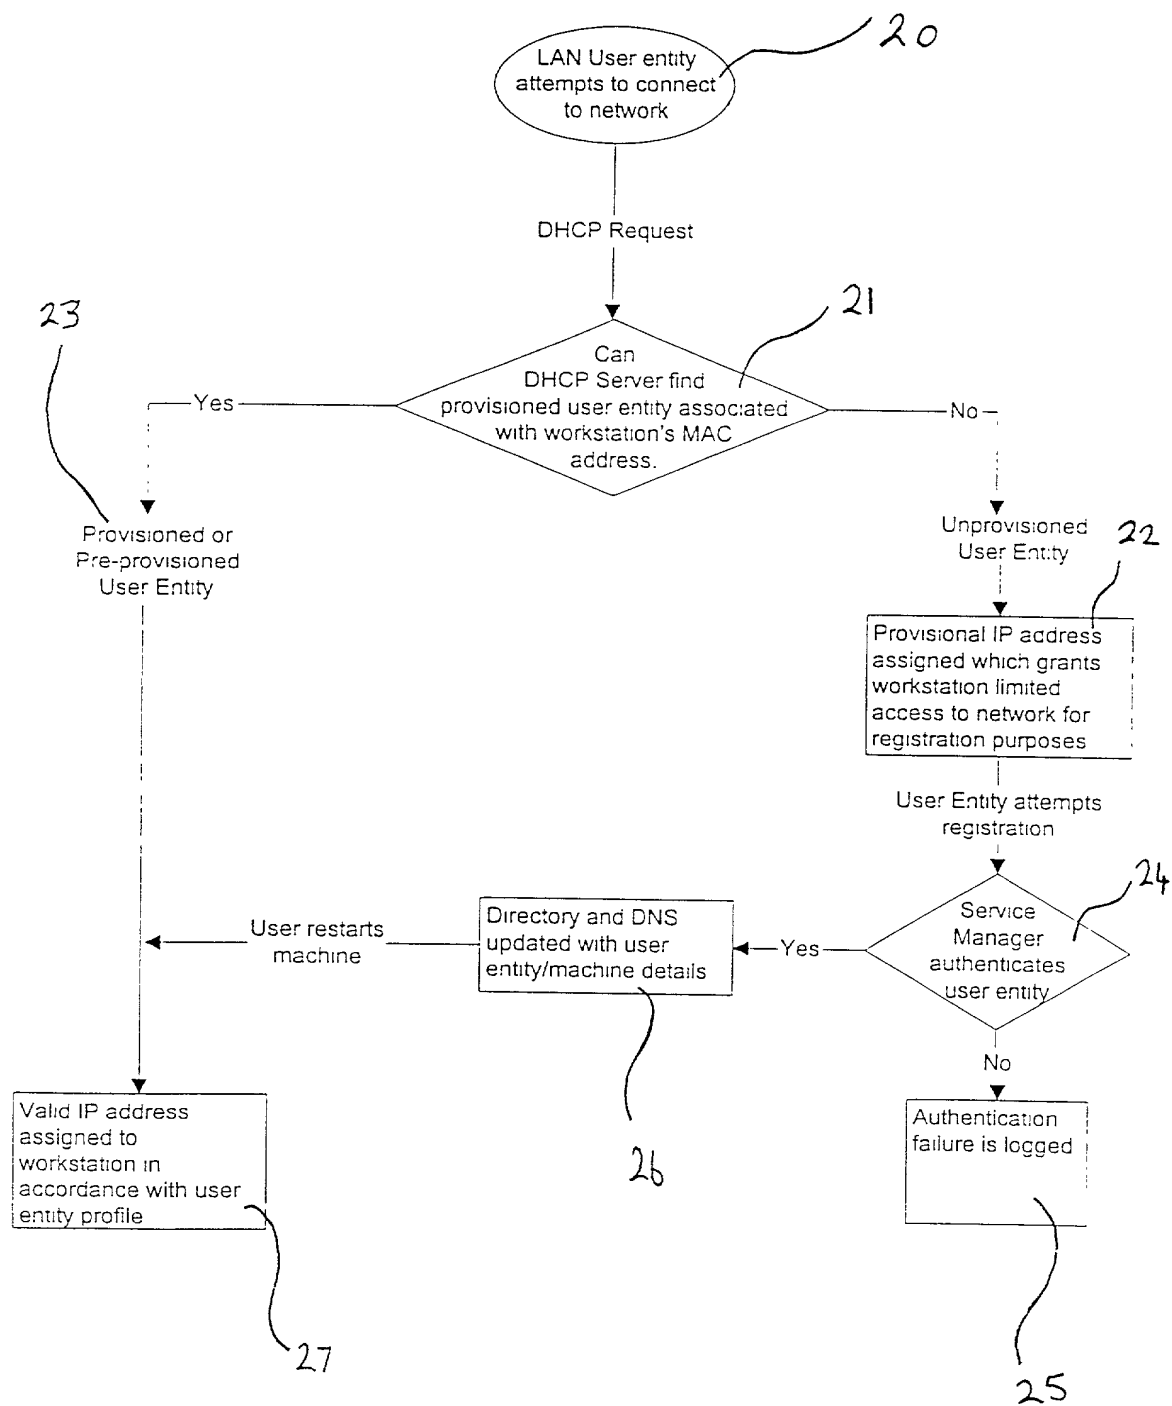 20
LAN User entity
attempts to connect
to network
DHCP Request
23
21
Can
DHCP Server find
provisioned user entity associated
with workstation's MAC
address.
Yes
No
Provisioned or
Pre-provisioned
User Entity
Unprovisioned
User Entity
22
Provisional IP address
assigned which grants
workstation limited
access to network for
registration purposes
User Entity attempts
registration
24
Service
Manager
authenticates
user entity
Yes
Directory and DNS
updated with user
entity/machine details
User restarts
machine
26
No
Authentication
failure is logged
25
Valid IP address
assigned to
workstation in
accordance with user
entity profile
27